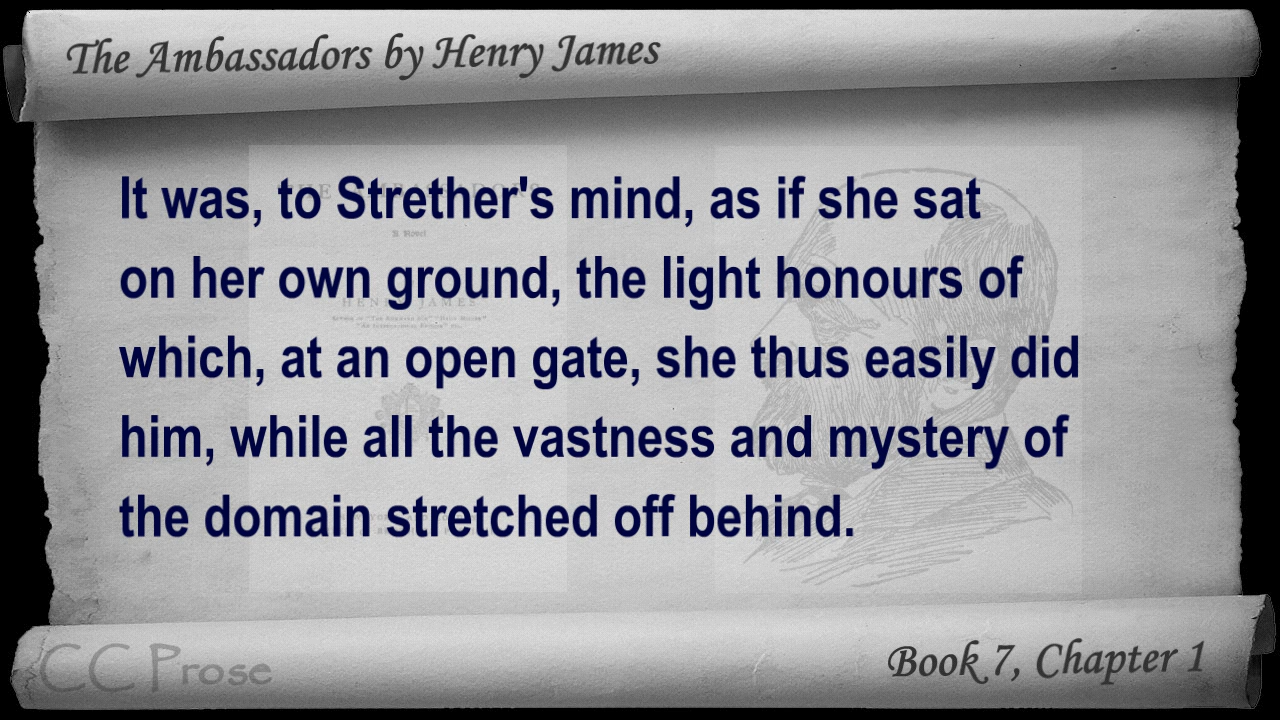 The Ambassadors by Henry James
It was, to Strether's mind, as if she sat
on her own ground, the light honours of
which, at an open gate, she thus easily did
him, while all the vastness and mystery of
the domain stretched off behind.
CC Prose
Book 7, Chapter 1